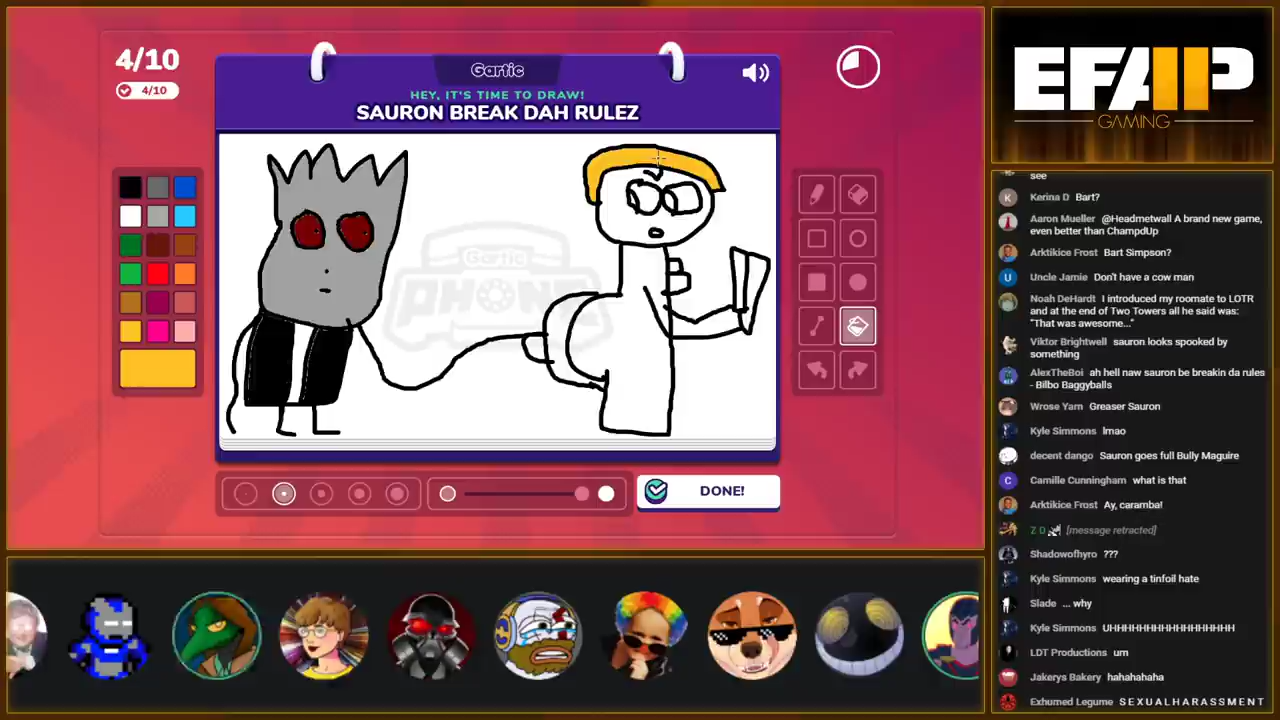 4/10
4/10
Gartic
HEY, IT'S TIME TO DRAW!
SAURON BREAK DAH RULEZ
Gartic
PHONE
DONE!
EFAP
GAMING
see
Kerina D Bart?
Aaron Mueller @Headmetwall A brand new game,
even better than ChampdUp
Arktikice Frost Bart Simpson?
Uncle Jamie Don't have a cow man
Noah DeHardt I introduced my roomate to LOTR
and at the end of Two Towers all he said was:
"That was awesome..."
Viktor Brightwell sauron looks spooked by
something
AlexTheBoi ah hell naw sauron be breakin da rules
- Bilbo Baggyballs
Wrose Yarn Greaser Sauron
Kyle Simmons lmao
decent dango Sauron goes full Bully Maguire
Camille Cunningham what is that
Arktikice Frost Ay, caramba!
Z D [message retracted]
Shadowofhyro ???
Kyle Simmons wearing a tinfoil hate
Slade ... why
Kyle Simmons UHHHHHHHHHHHHHHHHH
LDT Productions um
Jakerys Bakery hahahahaha
Exhumed Legume S E X U A L H A R A S S M E N T